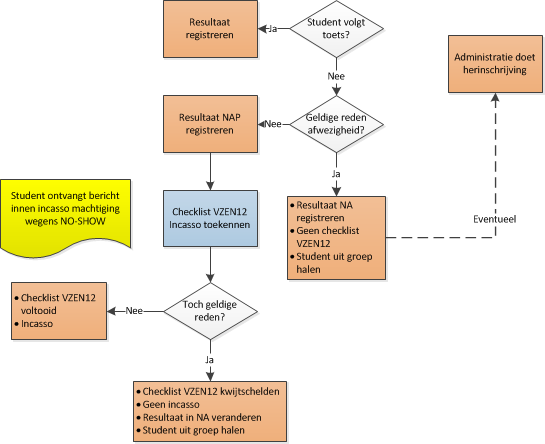 Resultaat
registreren
Ja
Student volgt
toets?
Nee
Administratie doet
herinschrijving
Resultaat NAP
registreren
Nee
Geldige reden
afwezigheid?
Ja
Student ontvangt bericht
innen incasso machtiging
wegens NO-SHOW
Checklist VZEN12
Incasso toekennen
• Resultaat NA
registreren
• Geen checklist
VZEN12
• Student uit groep
halen
Eventueel
• Checklist VZEN12
voltooid
• Incasso
Nee
Toch geldige
reden?
Ja
• Checklist VZEN12 kwijtschelden
• Geen incasso
• Resultaat in NA veranderen
• Student uit groep halen